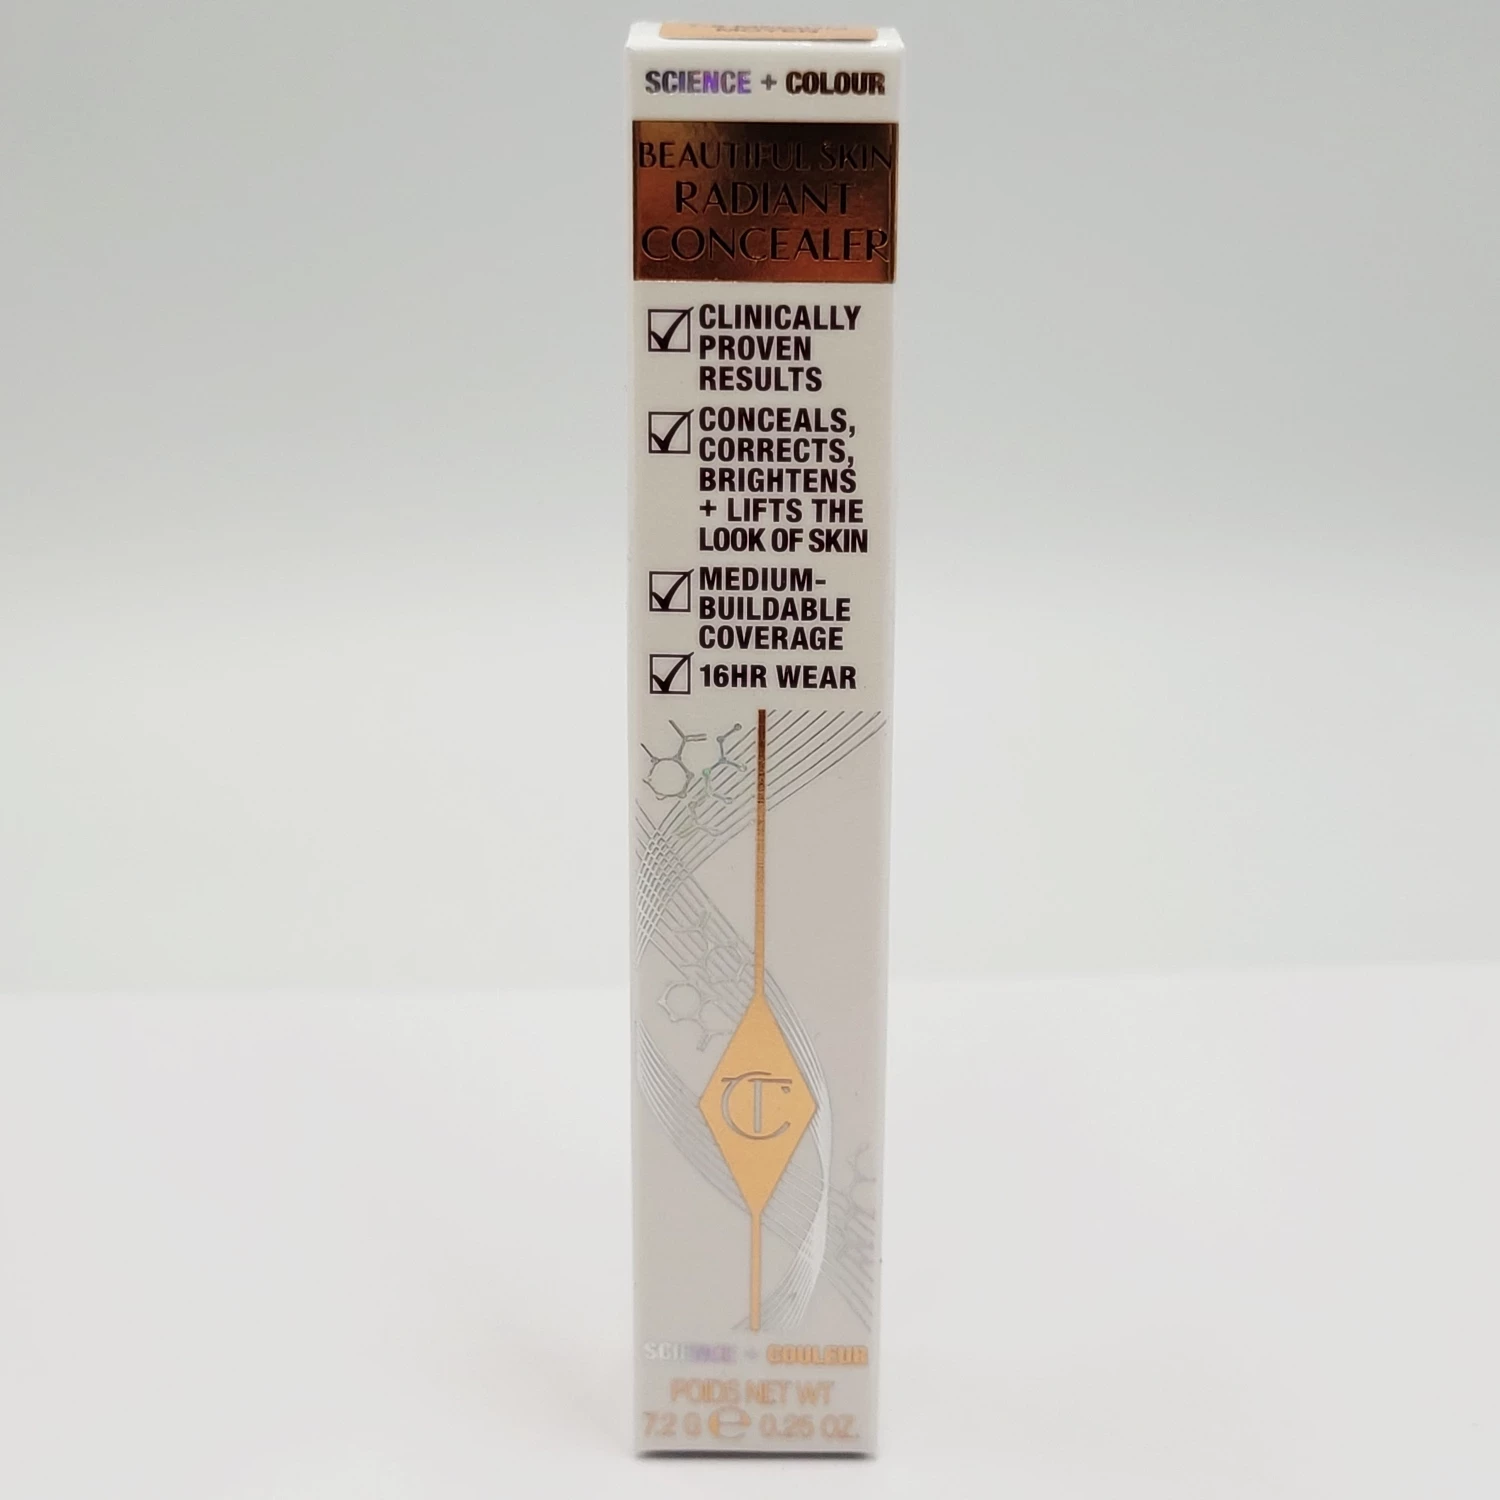 SCIENCE + COLOUR
BEAUTIFUL SKIN
RADIANT
CONCEALER
CLINICALLY
PROVEN
RESULTS
CONCEALS,
CORRECTS,
BRIGHTENS
+ LIFTS THE
LOOK OF SKIN
MEDIUM-
BUILDABLE
COVERAGE
16HR WEAR
CT
SCIENCE + COULEUR
POIDS NET WT
7.2 G e 0.25 OZ.